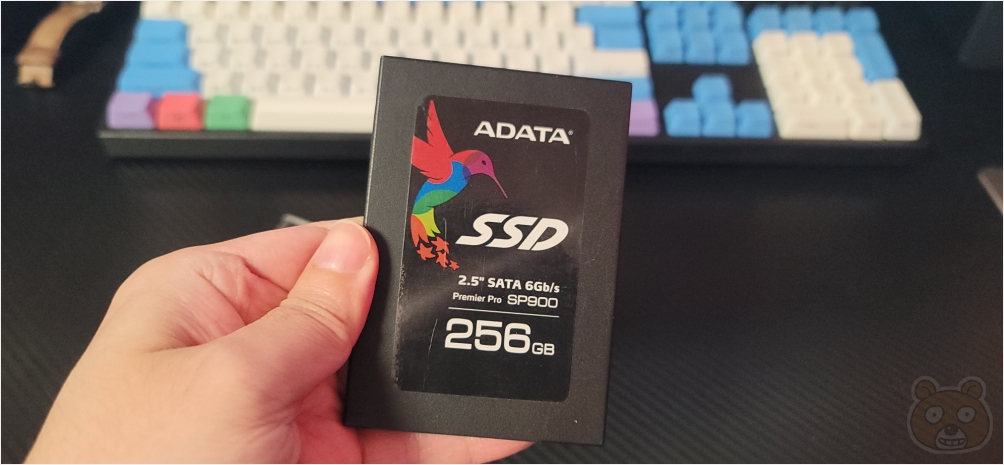 ADATA®
SSD
2.5" SATA 6Gb/s
Premier Pro SP900
256GB